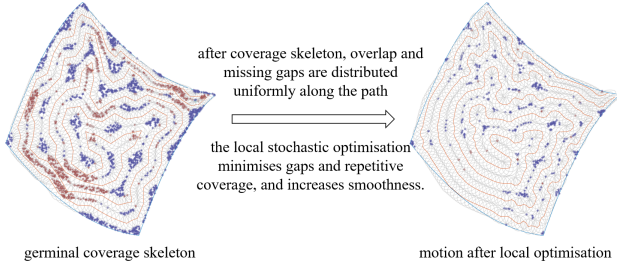 after coverage skeleton, overlap and
missing gaps are distributed
uniformly along the path
the local stochastic optimisation
minimises gaps and repetitive
coverage, and increases smoothness.
germinal coverage skeleton
motion after local optimisation